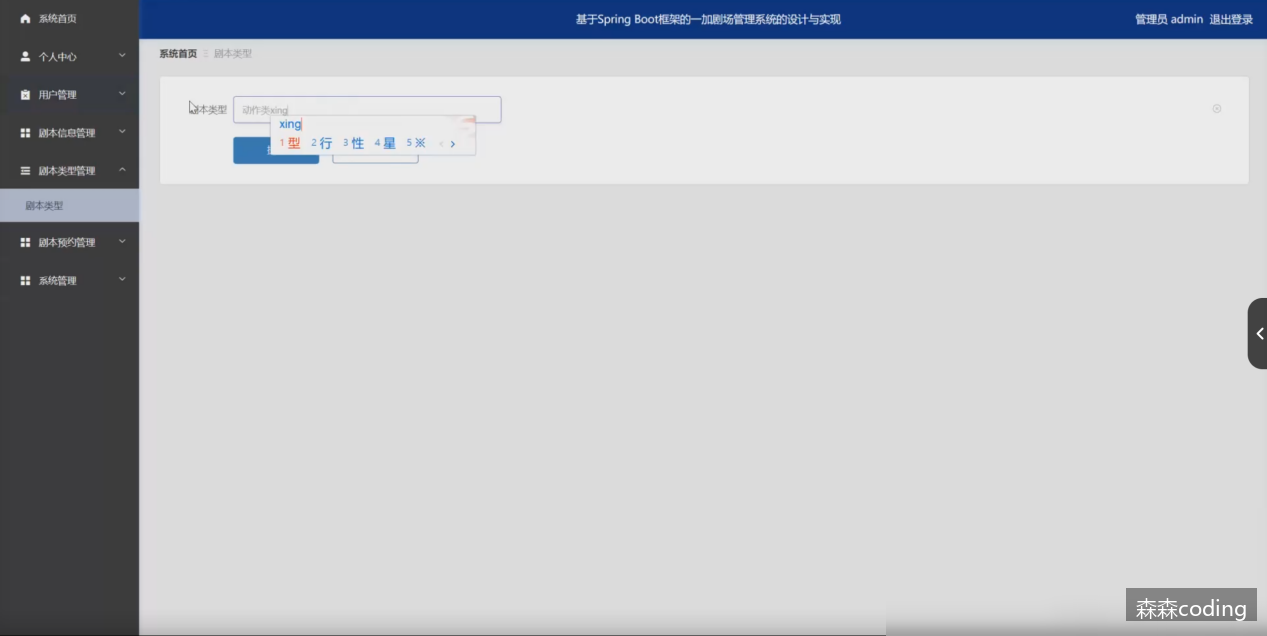 系统首页
个人中心
用户管理
剧本信息管理
剧本类型管理
剧本类型
剧本预约管理
系统管理
基于Spring Boot框架的一加剧场管理系统的设计与实现
管理员 admin 退出登录
系统首页 剧本类型
本类型
动作类xing
xing
1 型 2 行 3 性 4 星 5 ※
森森coding